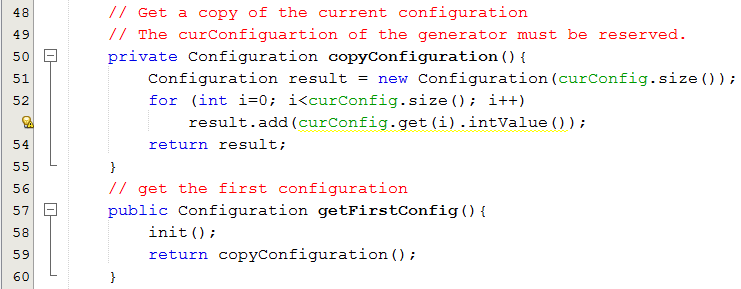 48 // Get a copy of the current configuration
49 // The curConfiguartion of the generator must be reserved.
50 private Configuration copyConfiguration(){
51 Configuration result = new Configuration(curConfig.size());
52 for (int i=0; i<curConfig.size(); i++)
result.add(curConfig.get(i).intValue());
54 return result;
55 }
56 // get the first configuration
57 public Configuration getFirstConfig(){
58 init();
59 return copyConfiguration();
60 }